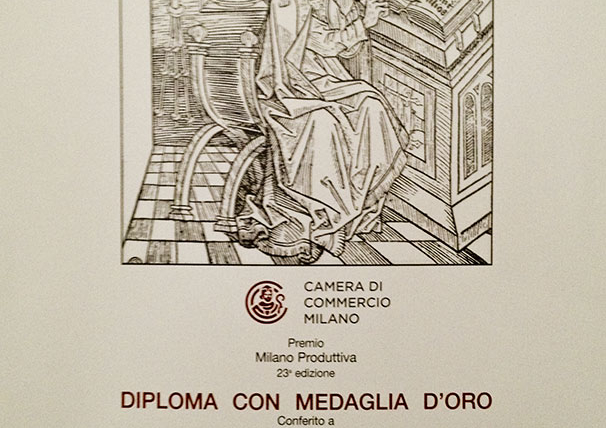 CAMERA DI
COMMERCIO
MILANO
Premio
Milano Produttiva
23ª edizione
DIPLOMA CON MEDAGLIA D'ORO
Conferito a